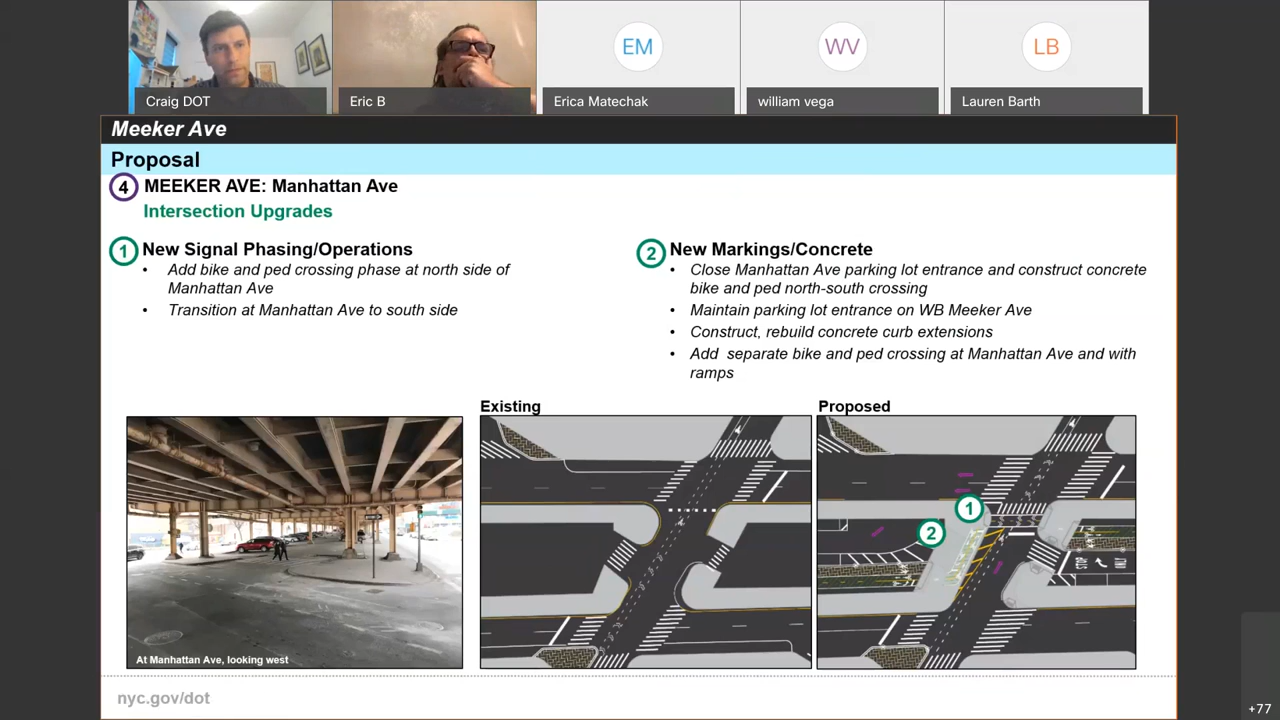 EM
WV
LB
Craig DOT
Eric B
Erica Matechak
william vega
Lauren Barth
Meeker Ave
Proposal
4 MEEKER AVE: Manhattan Ave
Intersection Upgrades
1 New Signal Phasing/Operations
• Add bike and ped crossing phase at north side of
Manhattan Ave
• Transition at Manhattan Ave to south side
2 New Markings/Concrete
• Close Manhattan Ave parking lot entrance and construct concrete
bike and ped north-south crossing
• Maintain parking lot entrance on WB Meeker Ave
• Construct, rebuild concrete curb extensions
• Add separate bike and ped crossing at Manhattan Ave and with
ramps
Existing
Proposed
1
2
At Manhattan Ave, looking west
nyc.gov/dot
+77